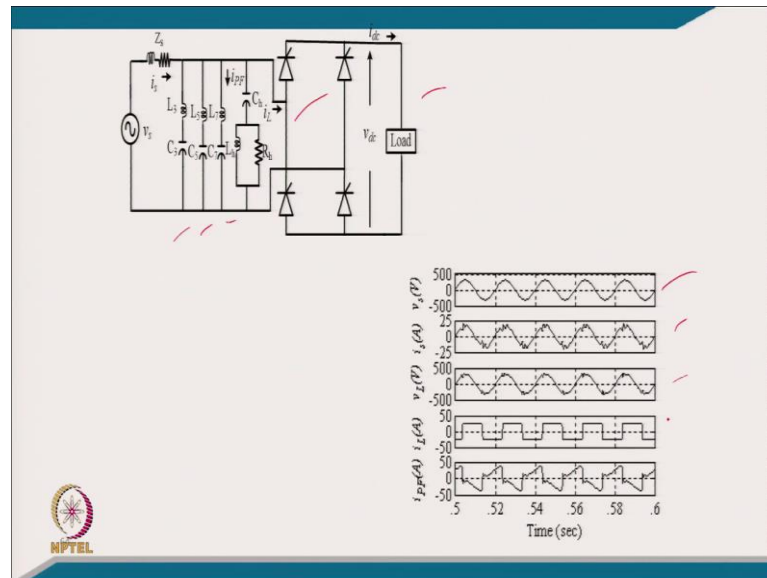 Zs
is
iPF
idc
L3 L5 L7
Ch
iL
vs
C3 C5 C7 Lh Rh
vdc
Load
500
0
-500
vs(V)
25
0
-25
is(A)
500
0
-500
vL(V)
50
0
-50
iL(A)
50
0
-50
iPF(A)
.5 .52 .54 .56 .58 .6
Time (sec)
NPTEL